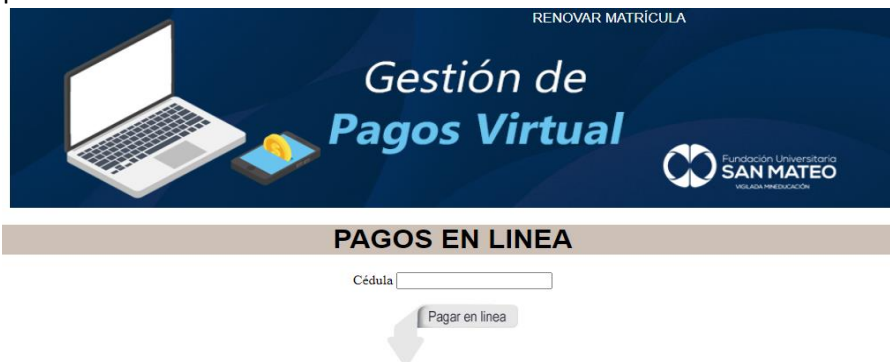 RENOVAR MATRÍCULA
Gestión de
Pagos Virtual
Fundación Universitaria
SAN MATEO
VIGILADA MINEDUCACIÓN
PAGOS EN LINEA
Cédula
Pagar en linea